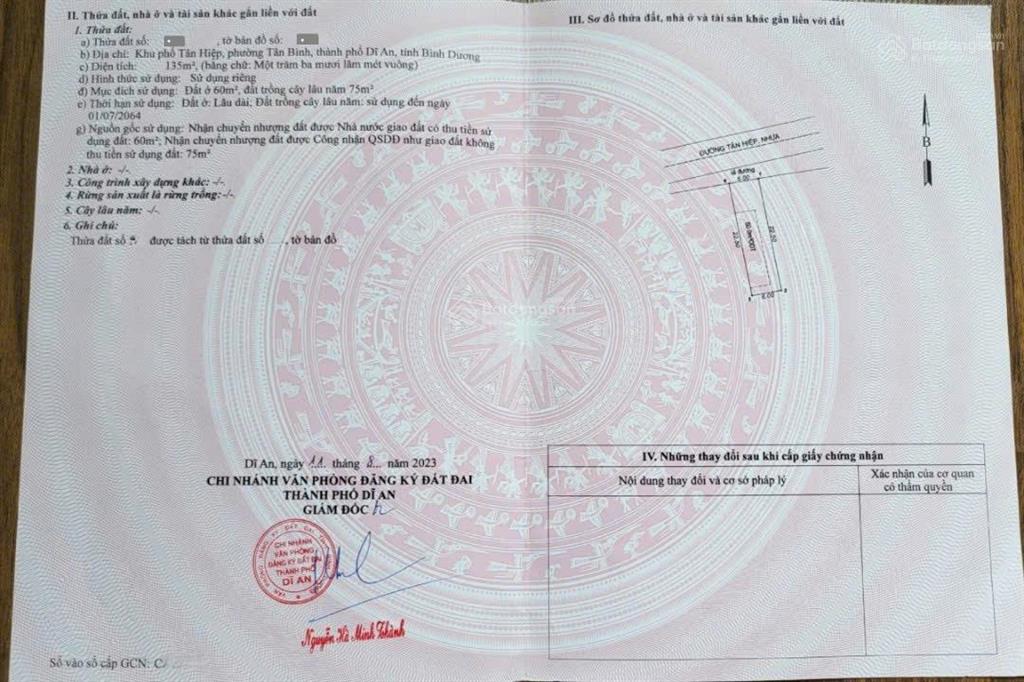 II. Thửa đất, nhà ở và tài sản khác gắn liền với đất
1. Thửa đất:
a) Thửa đất số: , tờ bản đồ số:
b) Địa chỉ: Khu phố Tân Hiệp, phường Tân Bình, thành phố Dĩ An, tỉnh Bình Dương
c) Diện tích: 135m², (bằng chữ: Một trăm ba mươi lăm mét vuông)
d) Hình thức sử dụng: Sử dụng riêng
đ) Mục đích sử dụng: Đất ở 60m², đất trồng cây lâu năm 75m²
e) Thời hạn sử dụng: Đất ở: Lâu dài; Đất trồng cây lâu năm: sử dụng đến ngày
01/07/2064
g) Nguồn gốc sử dụng: Nhận chuyển nhượng đất được Nhà nước giao đất có thu tiền sử
dụng đất: 60m²; Nhận chuyển nhượng đất được Công nhận QSDĐ như giao đất không
thu tiền sử dụng đất: 75m²
2. Nhà ở: -/-
3. Công trình xây dựng khác: -/-
4. Rừng sản xuất là rừng trồng: -/-
5. Cây lâu năm: -/-
6. Ghi chú:
Thửa đất số được tách từ thửa đất số , tờ bản đồ
Dĩ An, ngày 11 tháng 8 năm 2023
CHI NHÁNH VĂN PHÒNG ĐĂNG KÝ ĐẤT ĐAI
THÀNH PHỐ DĨ AN
GIÁM ĐỐC
CHI NHÁNH
VĂN PHÒNG
ĐĂNG KÝ ĐẤT ĐAI
THÀNH PHỐ
DĨ AN
Nguyễn Hà Minh Thành
Số vào sổ cấp GCN:
III. Sơ đồ thửa đất, nhà ở và tài sản khác gắn liền với đất
Batdongsan
B
ĐƯỜNG TÂN HIỆP, NHỰA
6.00
22.50
22.50
6.00
Batdongsan
IV. Những thay đổi sau khi cấp giấy chứng nhận
Nội dung thay đổi và cơ sở pháp lý
Xác nhận của cơ quan
có thẩm quyền